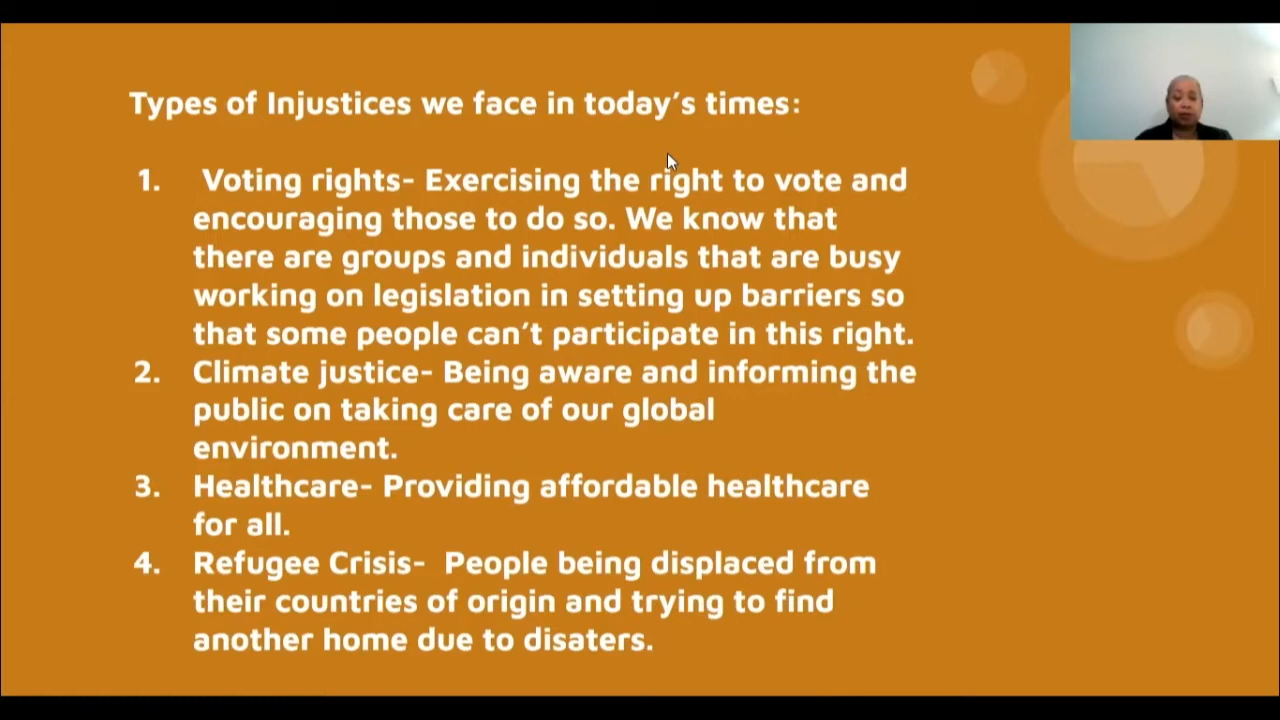 Types of Injustices we face in today's times:
1. Voting rights- Exercising the right to vote and
encouraging those to do so. We know that
there are groups and individuals that are busy
working on legislation in setting up barriers so
that some people can't participate in this right.
2. Climate justice- Being aware and informing the
public on taking care of our global
environment.
3. Healthcare- Providing affordable healthcare
for all.
4. Refugee Crisis- People being displaced from
their countries of origin and trying to find
another home due to disaters.